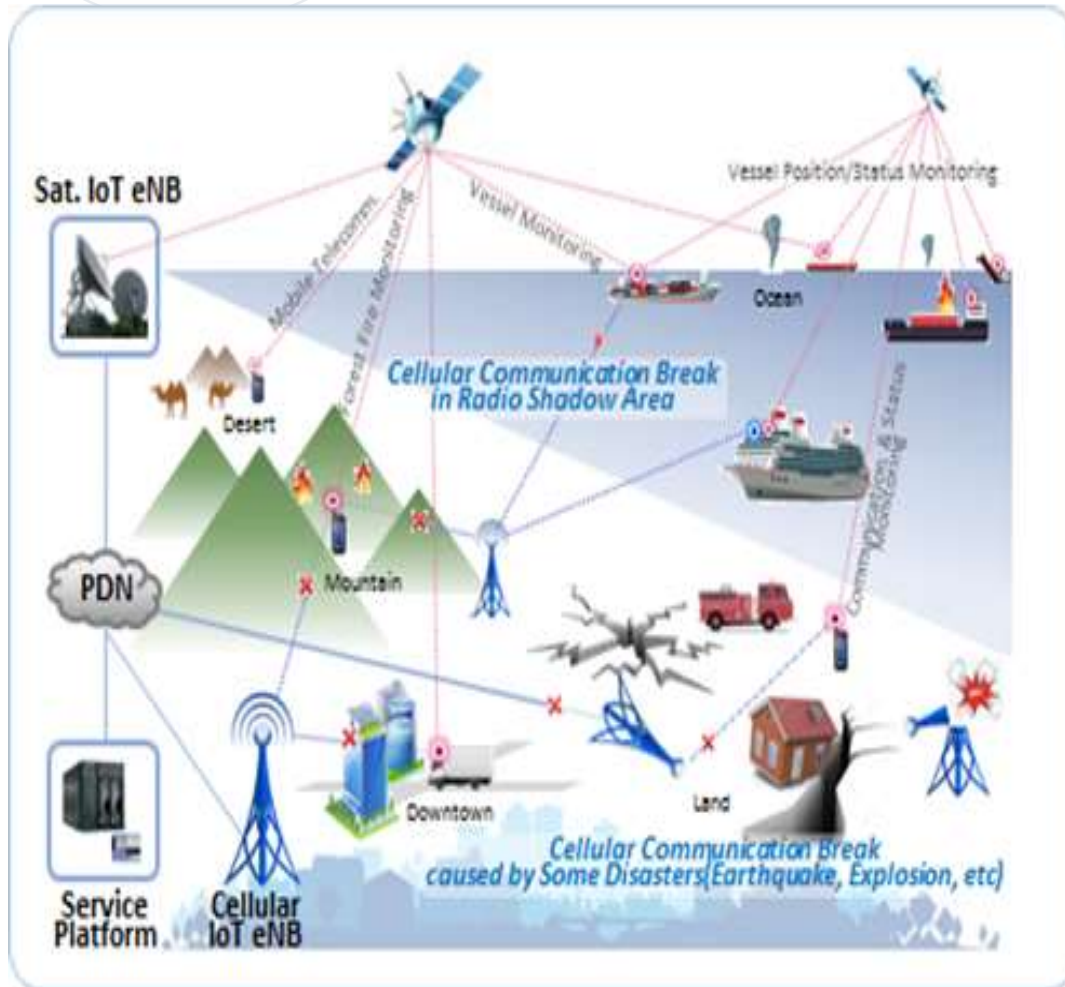 Vessel Position/Status Monitoring
Sat. IoT eNB
Mobile Telecomm.
Forest Fire Monitoring
Vessel Monitoring
Ocean
Cellular Communication Break
in Radio Shadow Area
Desert
Communication & Status
Monitoring
PDN
Mountain
Downtown
Land
Cellular Communication Break
caused by Some Disasters(Earthquake, Explosion, etc)
Service
Platform
Cellular
IoT eNB